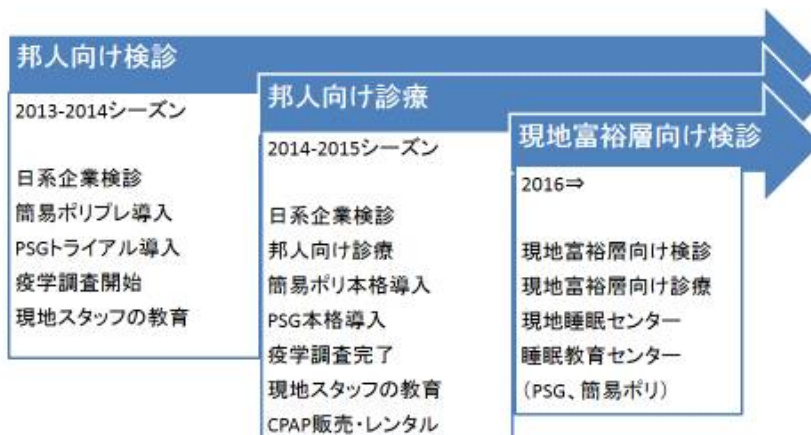 邦人向け検診
2013-2014シーズン
日系企業検診
簡易ポリプレ導入
PSGトライアル導入
疫学調査開始
現地スタッフの教育
邦人向け診療
2014-2015シーズン
日系企業検診
邦人向け診療
簡易ポリ本格導入
PSG本格導入
疫学調査完了
現地スタッフの教育
CPAP販売・レンタル
現地富裕層向け検診
2016⇒
現地富裕層向け検診
現地富裕層向け診療
現地睡眠センター
睡眠教育センター
（PSG、簡易ポリ）